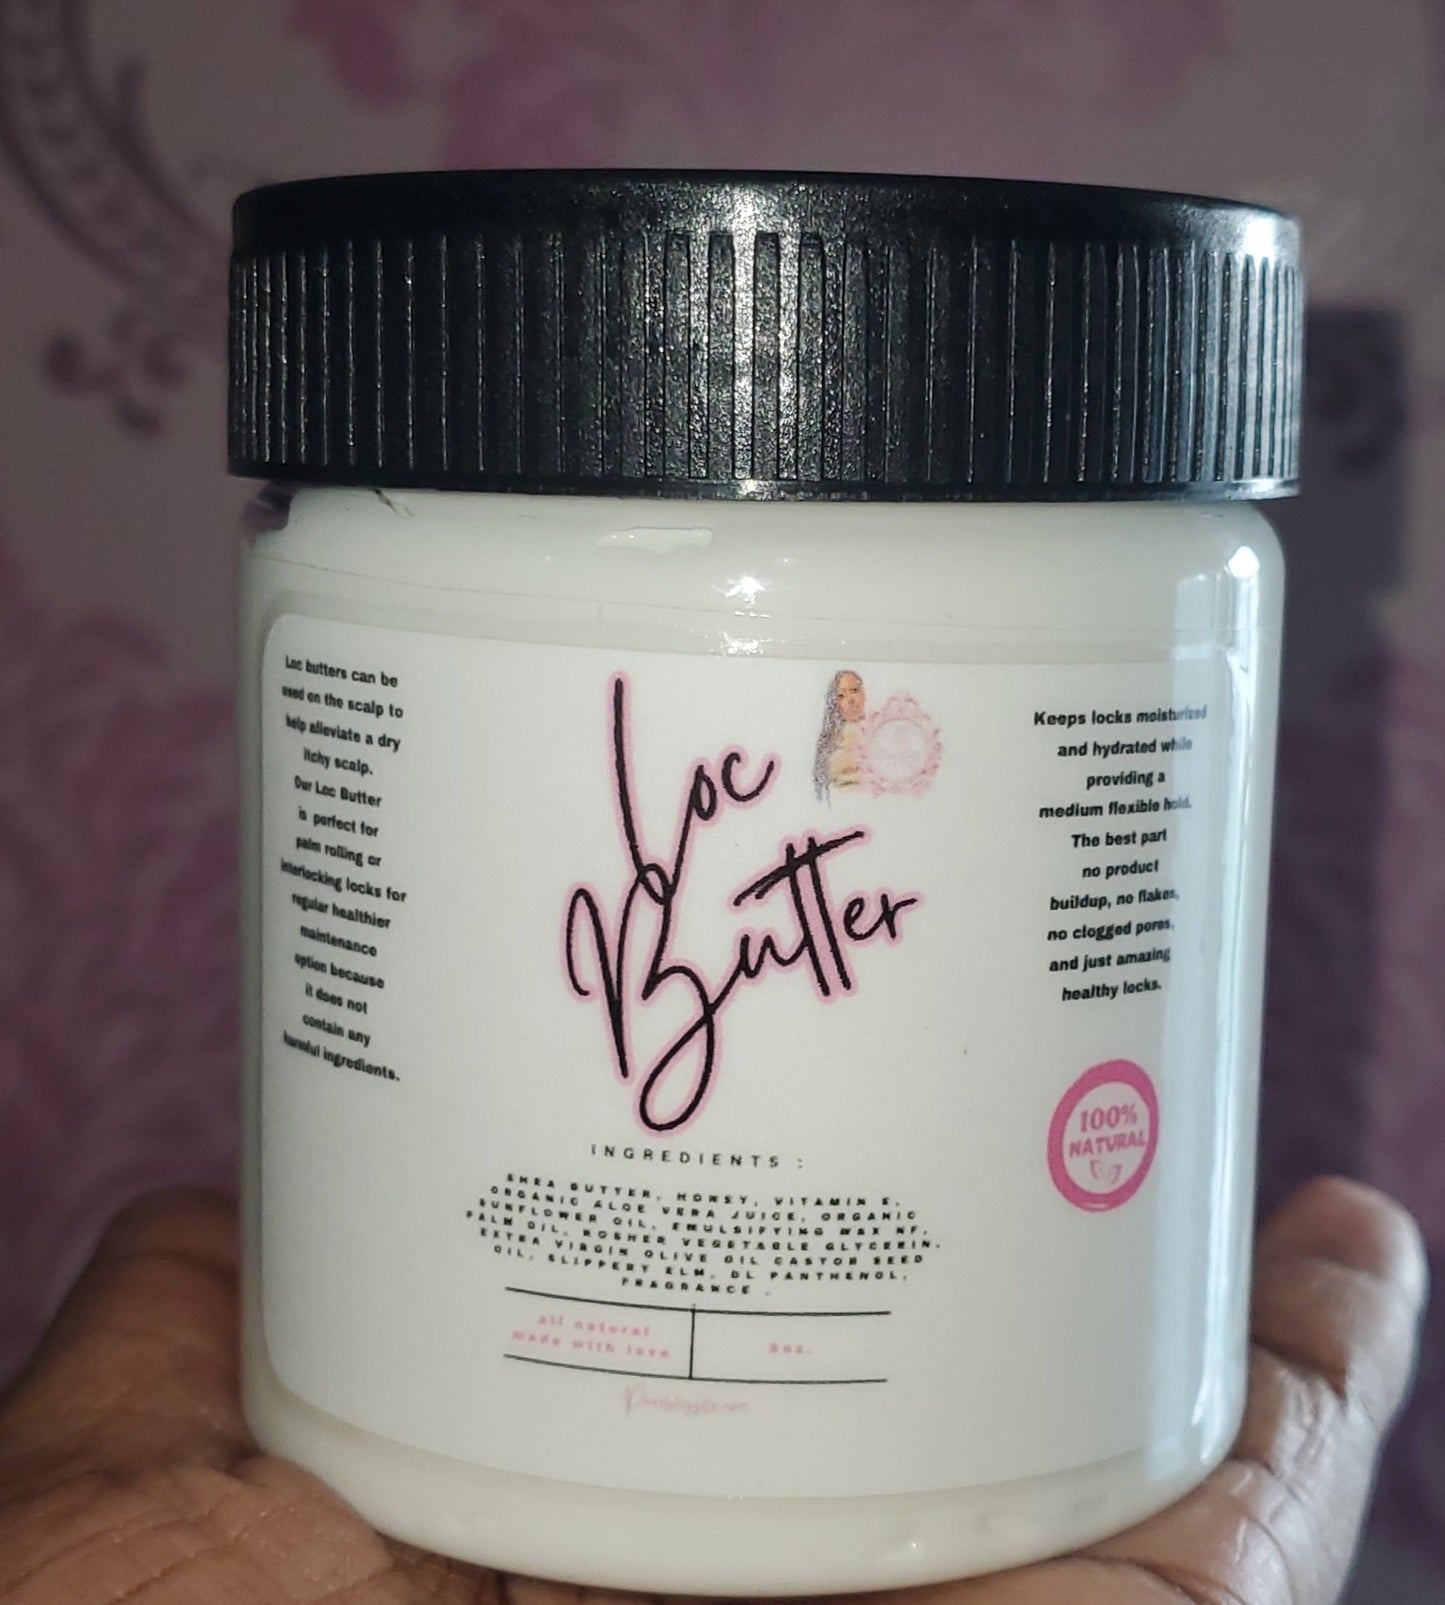 Loc butters can be
used on the scalp to
help alleviate a dry
itchy scalp.
Our Loc Butter
is perfect for
palm rolling or
interlocking locks for
regular healthier
maintenance
option because
it does not
contain any
harmful ingredients.
Loc
Butter
Keeps locks moisturized
and hydrated while
providing a
medium flexible hold.
The best part
no product
buildup, no flakes,
no clogged pores,
and just amazing
healthy locks.
100%
NATURAL
INGREDIENTS :
SHEA BUTTER, HONEY, VITAMIN E,
ORGANIC ALOE VERA JUICE, ORGANIC
SUNFLOWER OIL, EMULSIFYING WAX NF,
PALM OIL, KOSHER VEGETABLE GLYCERIN,
EXTRA VIRGIN OLIVE OIL CASTOR SEED
OIL, SLIPPERY ELM, DL PANTHENOL,
FRAGRANCE .
all natural
made with love
8oz.